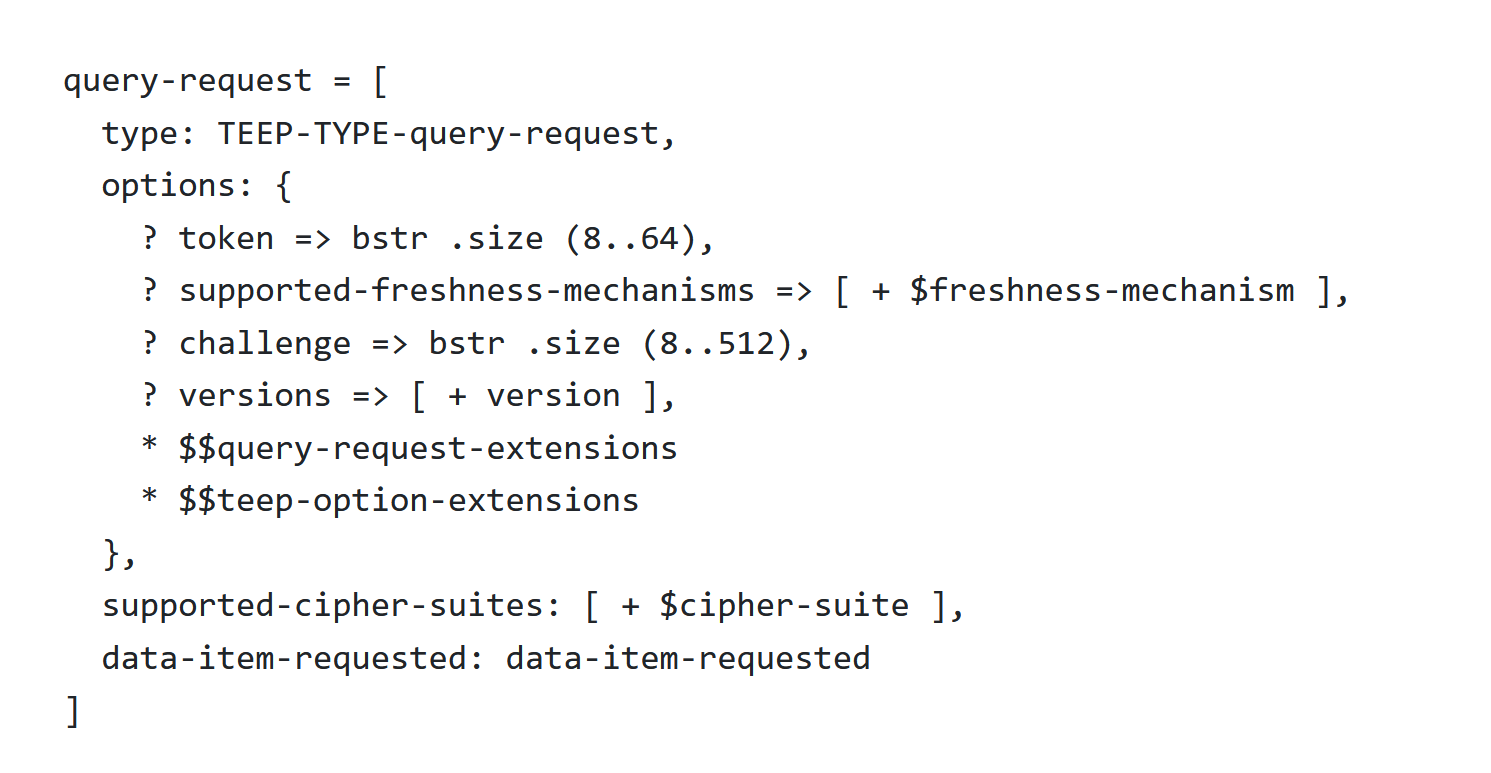 query-request = [
  type: TEEP-TYPE-query-request,
  options: {
    ? token => bstr .size (8..64),
    ? supported-freshness-mechanisms => [ + $freshness-mechanism ],
    ? challenge => bstr .size (8..512),
    ? versions => [ + version ],
    * $$query-request-extensions
    * $$teep-option-extensions
  },
  supported-cipher-suites: [ + $cipher-suite ],
  data-item-requested: data-item-requested
]